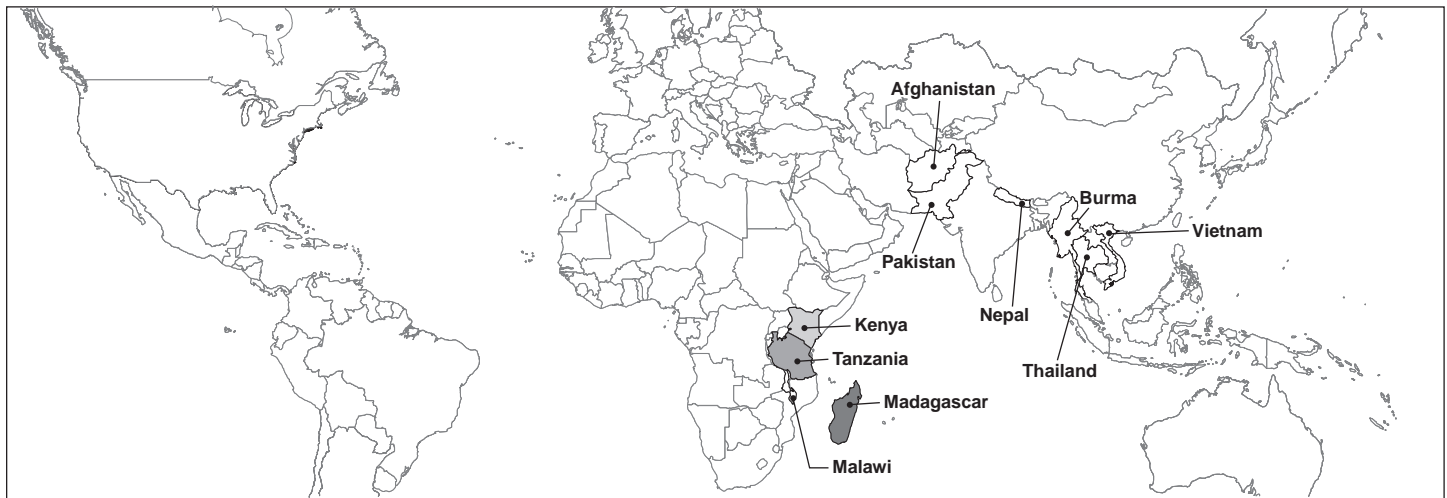 Afghanistan
Burma
Vietnam
Pakistan
Nepal
Kenya
Tanzania
Thailand
Madagascar
Malawi